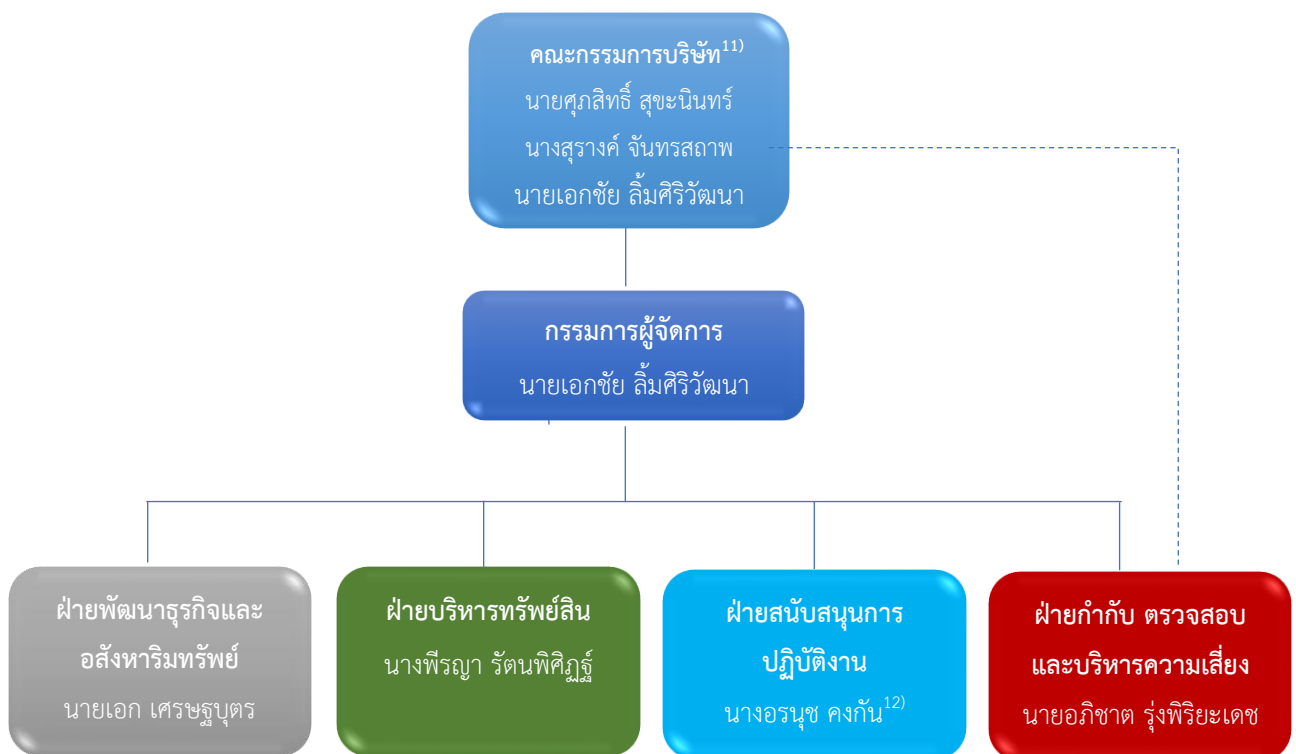 คณะกรรมการบริษัท11)
นายศุภสิทธิ์ สุขะนินทร์
นางสุรางค์ จันทรสถาพ
นายเอกชัย ลิ้มศิริวัฒนา
กรรมการผู้จัดการ
นายเอกชัย ลิ้มศิริวัฒนา
ฝ่ายพัฒนาธุรกิจและ
อสังหาริมทรัพย์
นายเอก เศรษฐบุตร
ฝ่ายบริหารทรัพย์สิน
นางพีรญา รัตนพิศิฏฐ์
ฝ่ายสนับสนุนการ
ปฏิบัติงาน
นางอรนุช คงกัน12)
ฝ่ายกำกับ ตรวจสอบ
และบริหารความเสี่ยง
นายอภิชาต รุ่งพิริยะเดช